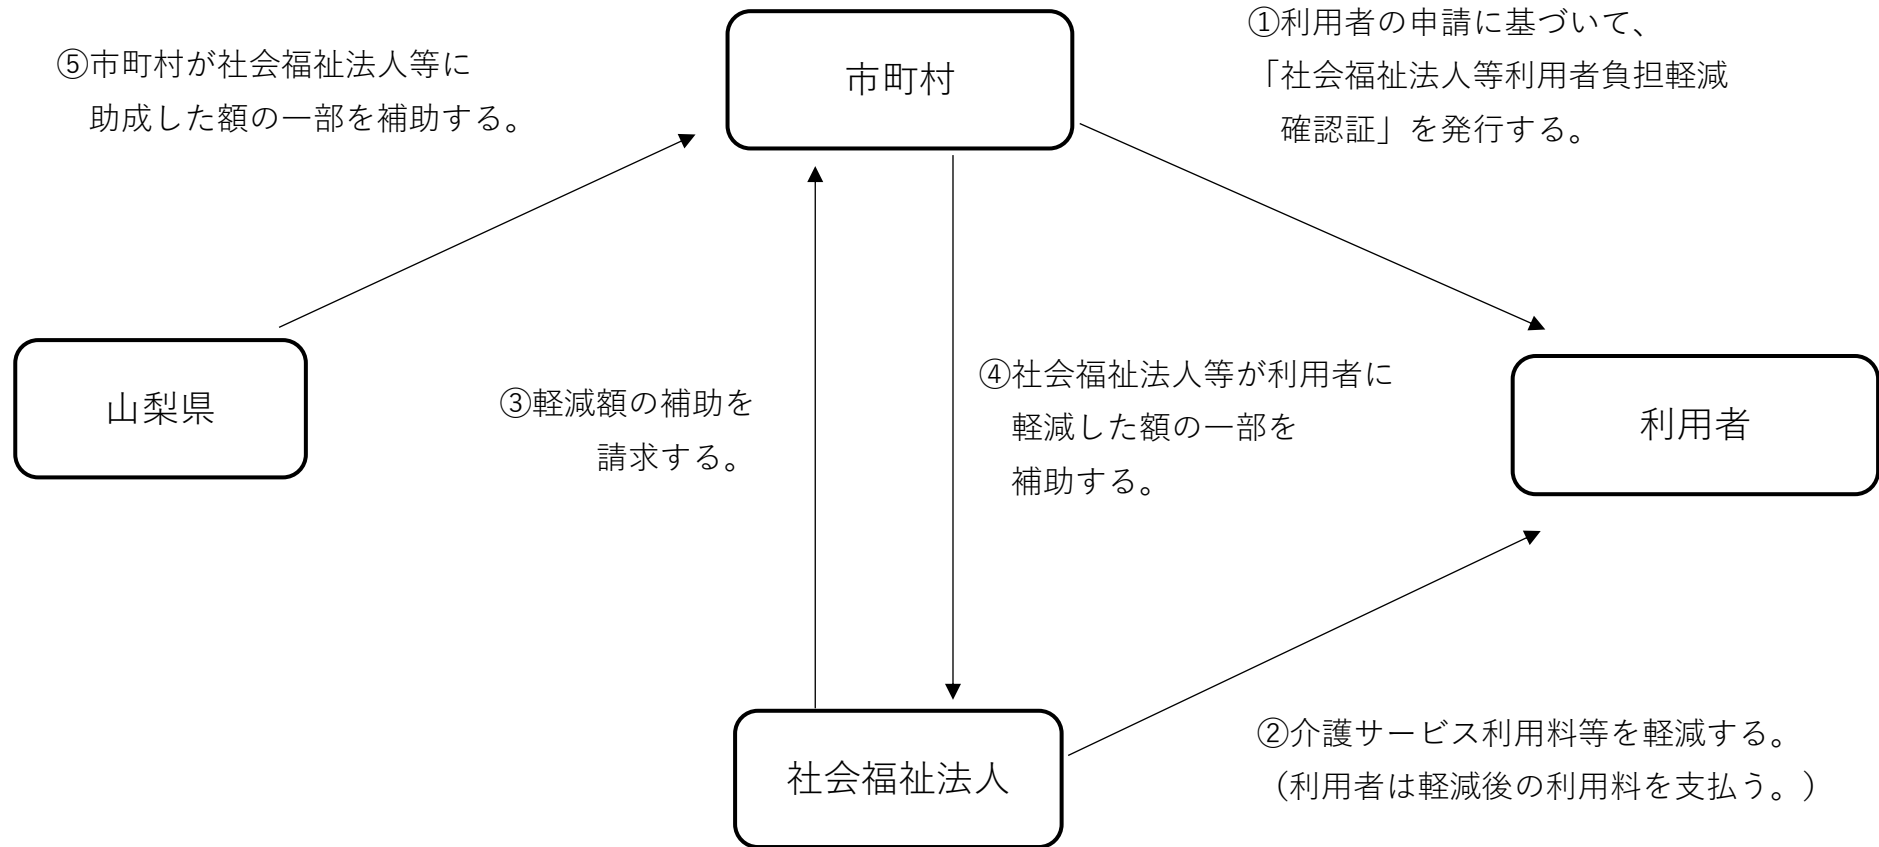 ⑤市町村が社会福祉法人等に
助成した額の一部を補助する。
市町村
①利用者の申請に基づいて、
「社会福祉法人等利用者負担軽減
確認証」を発行する。
山梨県
③軽減額の補助を
請求する。
④社会福祉法人等が利用者に
軽減した額の一部を
補助する。
利用者
社会福祉法人
②介護サービス利用料等を軽減する。
（利用者は軽減後の利用料を支払う。）